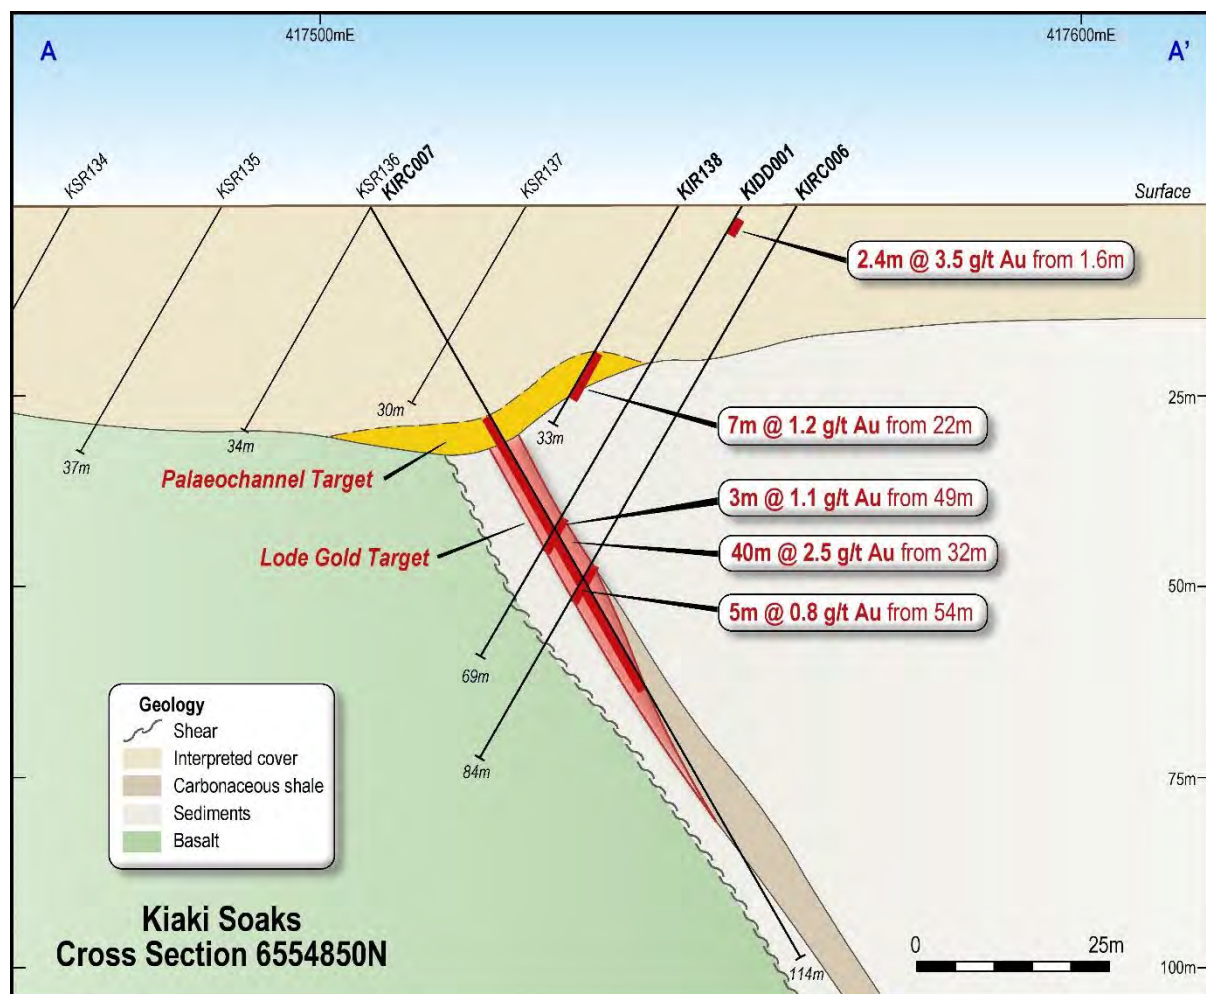 417500mE
417600mE
A
A'
KSR134
KSR135
KSR136
KIRC007
KSR137
KIR138
KIDD001
KIRC006
Surface
2.4m @ 3.5 g/t Au from 1.6m
25m
30m
7m @ 1.2 g/t Au from 22m
33m
34m
37m
Palaeochannel Target
3m @ 1.1 g/t Au from 49m
Lode Gold Target
40m @ 2.5 g/t Au from 32m
50m
5m @ 0.8 g/t Au from 54m
69m
Geology
Shear
Interpreted cover
Carbonaceous shale
Sediments
Basalt
84m
75m
Kiaki Soaks
Cross Section 6554850N
0
25m
114m
100m